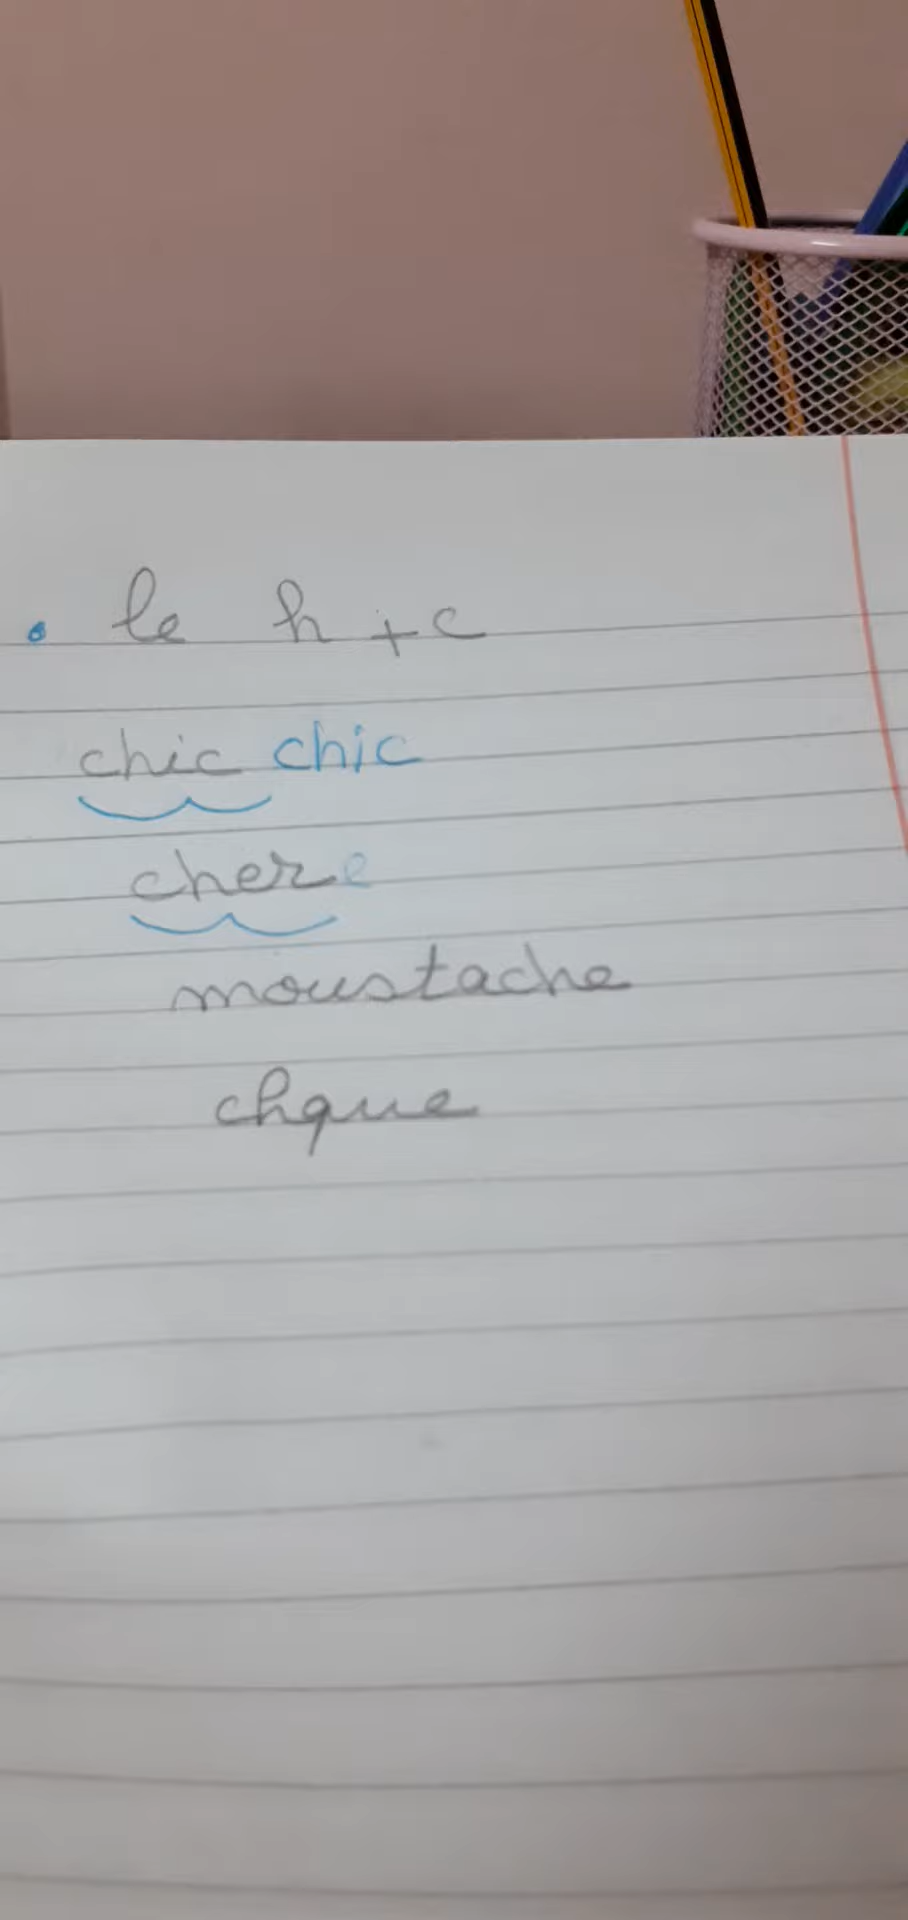 • le h + c
chic chic
chere
moustache
chque